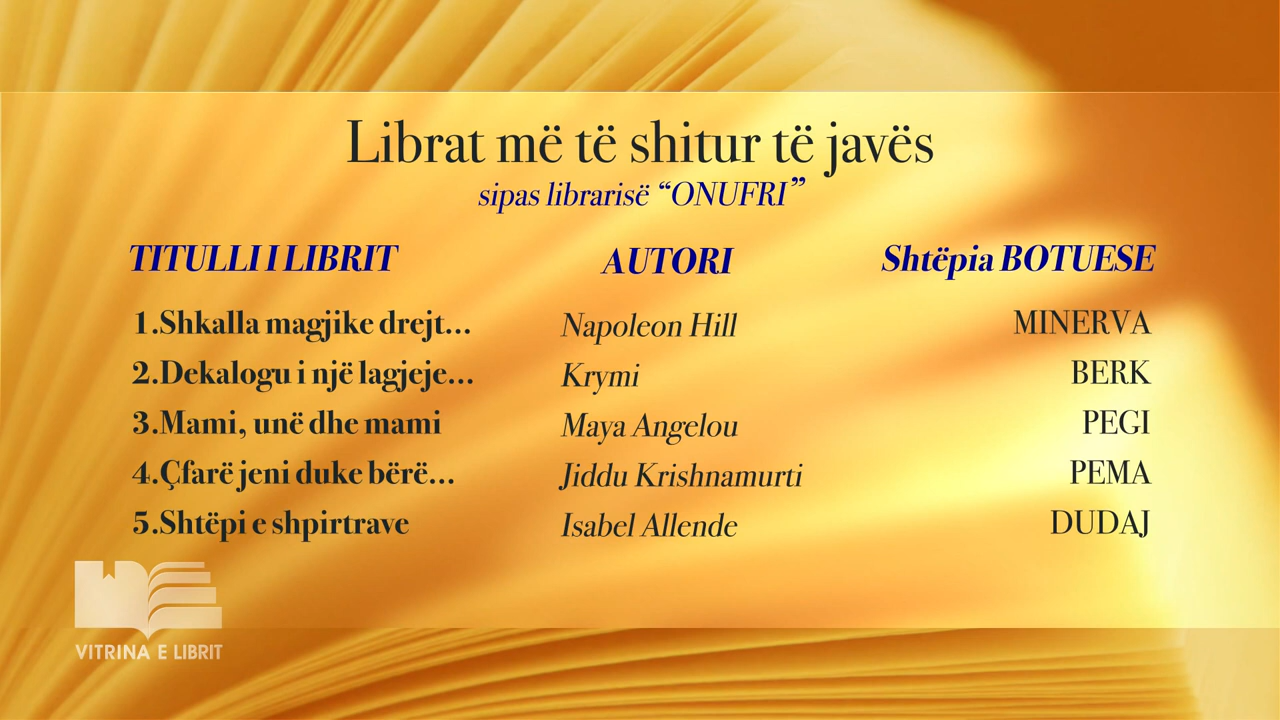 Librat më të shitur të javës
sipas librarisë “ONUFRI”
TITULLI I LIBRIT AUTORI Shtëpia BOTUESE
1.Shkalla magjike drejt... Napoleon Hill MINERVA
2.Dekalogu i një lagjeje... Krymi BERK
3.Mami, unë dhe mami Maya Angelou PEGI
4.Çfarë jeni duke bërë... Jiddu Krishnamurti PEMA
5.Shtëpi e shpirtrave Isabel Allende DUDAJ
VITRINA E LIBRIT